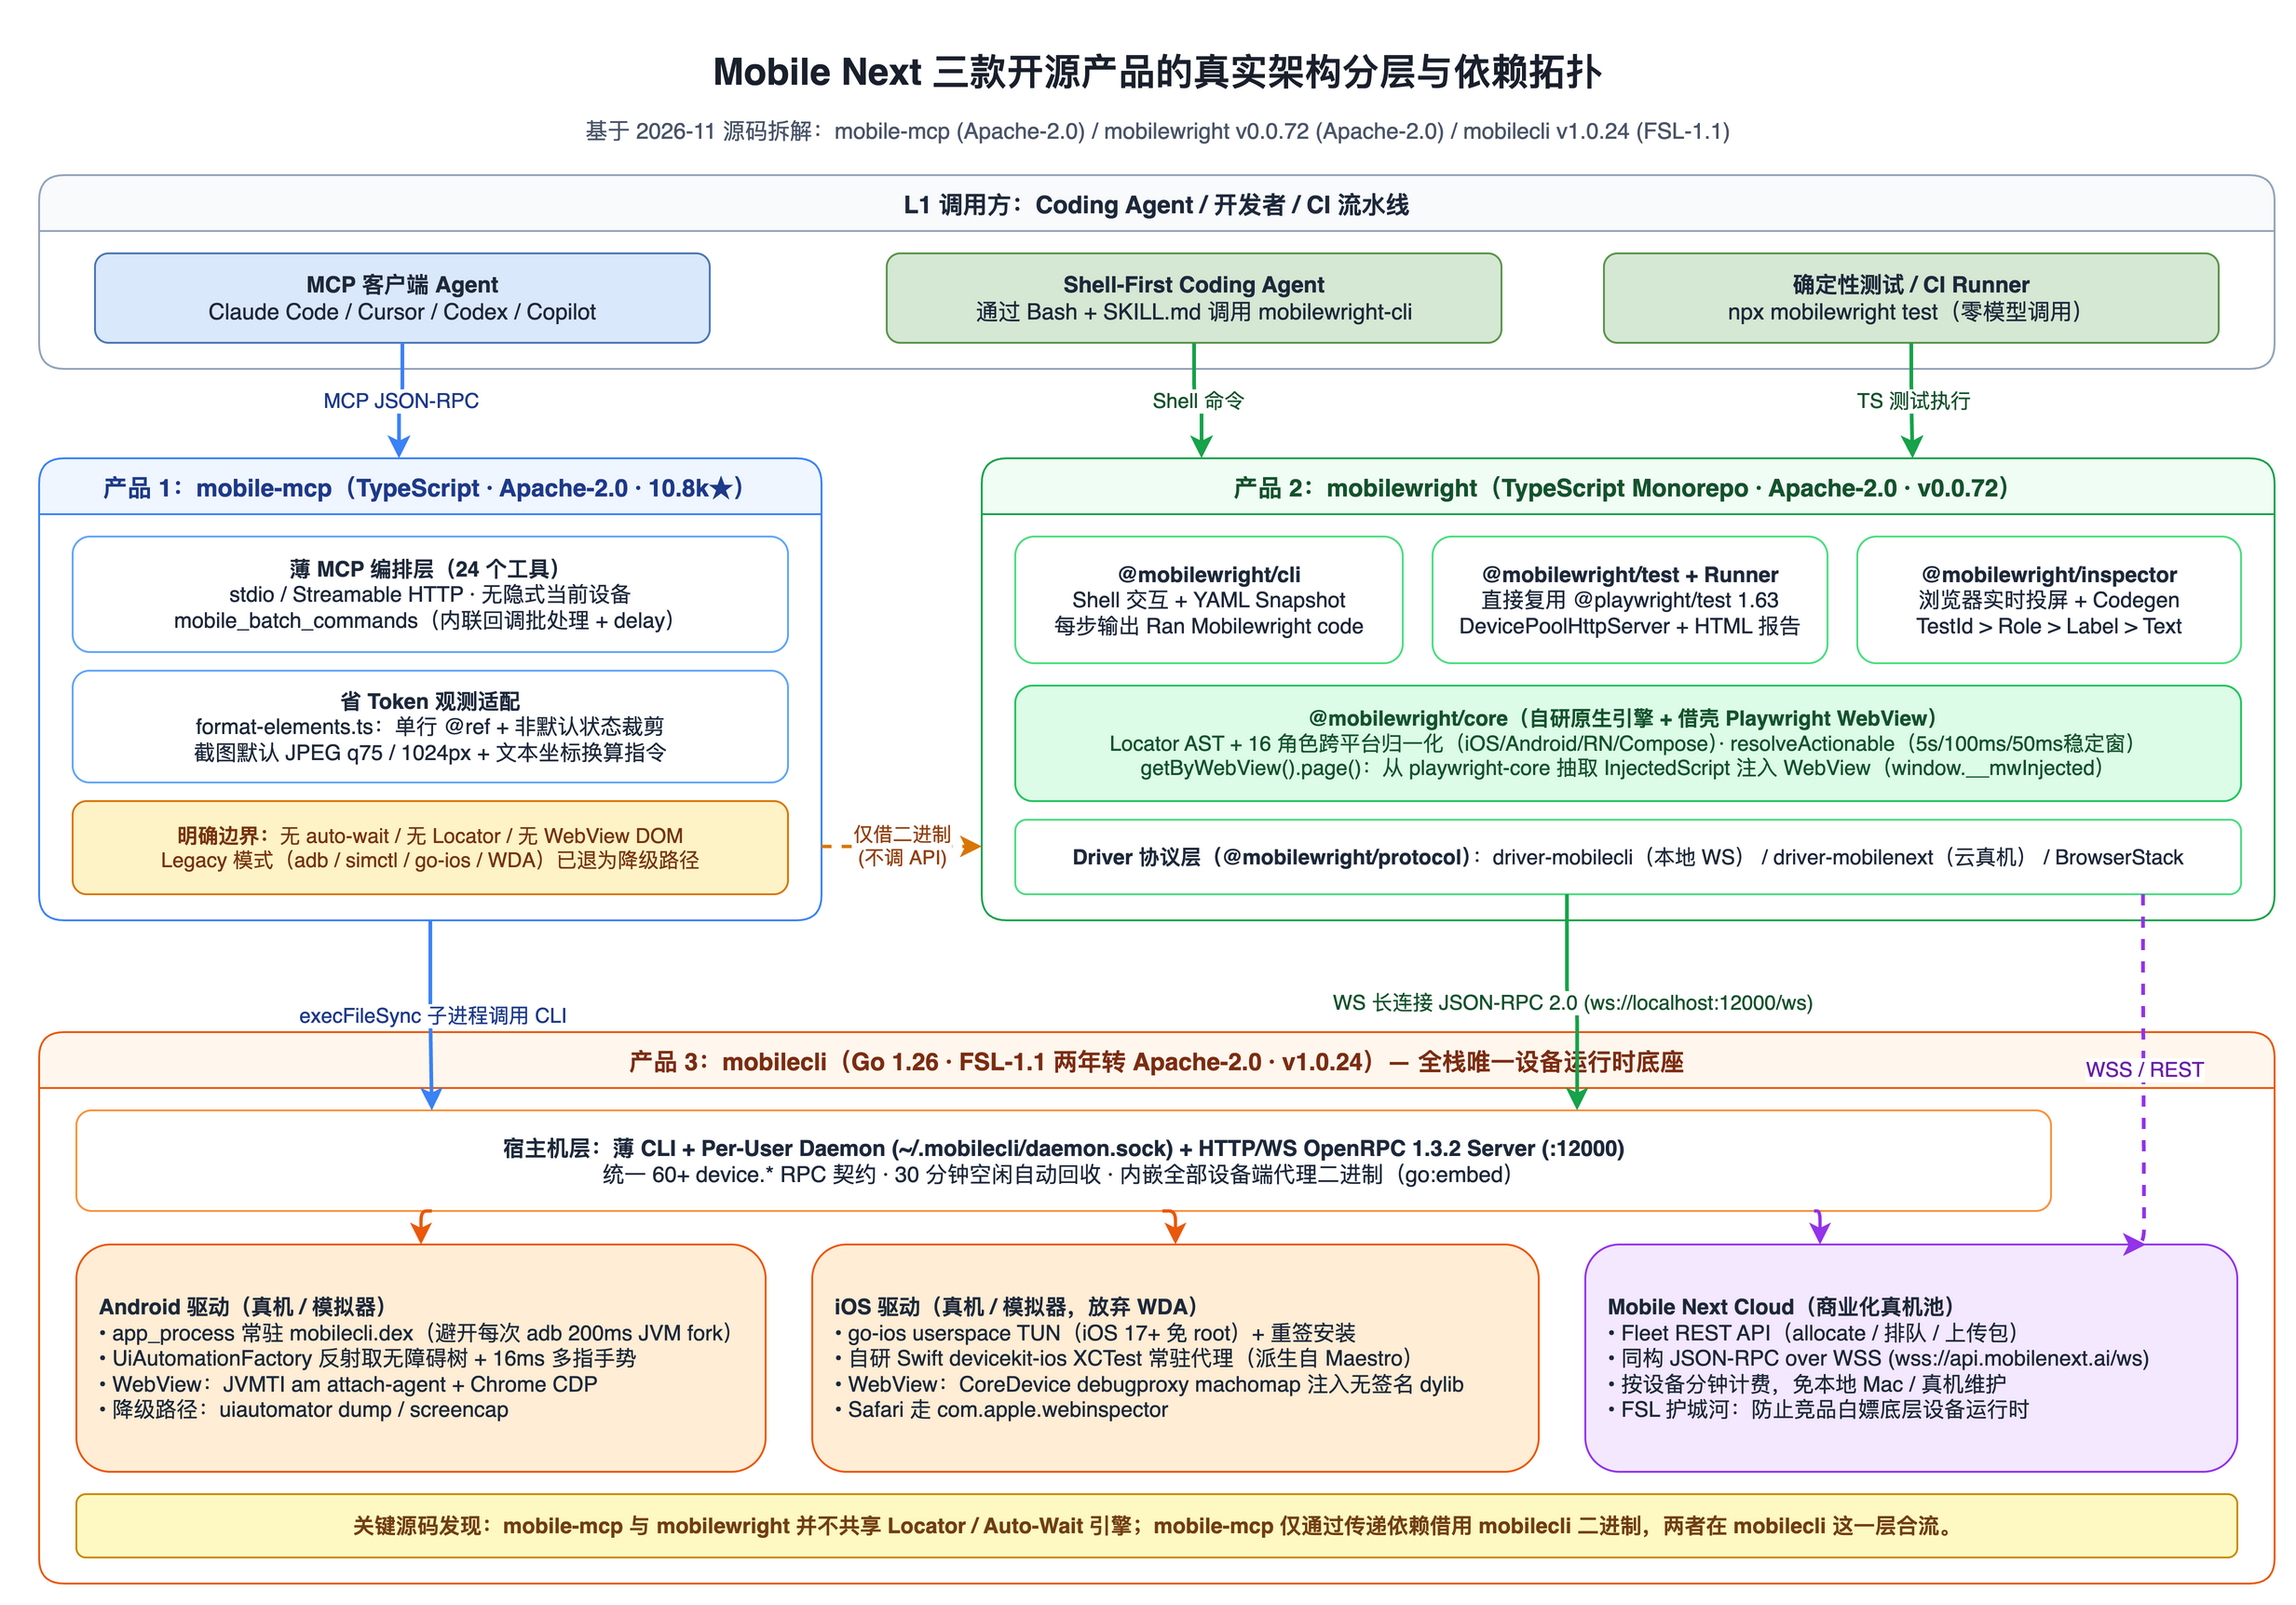 Mobile Next 三款开源产品的真实架构分层与依赖拓扑
基于 2026-11 源码拆解：mobile-mcp (Apache-2.0) / mobilewright v0.0.72 (Apache-2.0) / mobilecli v1.0.24 (FSL-1.1)
L1 调用方：Coding Agent / 开发者 / CI 流水线
MCP 客户端 Agent
Claude Code / Cursor / Codex / Copilot
Shell-First Coding Agent
通过 Bash + SKILL.md 调用 mobilewright-cli
确定性测试 / CI Runner
npx mobilewright test（零模型调用）
MCP JSON-RPC
Shell 命令
TS 测试执行
产品 1：mobile-mcp（TypeScript · Apache-2.0 · 10.8k★）
薄 MCP 编排层（24 个工具）
stdio / Streamable HTTP · 无隐式当前设备
mobile_batch_commands（内联回调批处理 + delay）
省 Token 观测适配
format-elements.ts：单行 @ref + 非默认状态裁剪
截图默认 JPEG q75 / 1024px + 文本坐标换算指令
明确边界：无 auto-wait / 无 Locator / 无 WebView DOM
Legacy 模式（adb / simctl / go-ios / WDA）已退为降级路径
仅借二进制
(不调 API)
产品 2：mobilewright（TypeScript Monorepo · Apache-2.0 · v0.0.72）
@mobilewright/cli
Shell 交互 + YAML Snapshot
每步输出 Ran Mobilewright code
@mobilewright/test + Runner
直接复用 @playwright/test 1.63
DevicePoolHttpServer + HTML 报告
@mobilewright/inspector
浏览器实时投屏 + Codegen
TestId > Role > Label > Text
@mobilewright/core（自研原生引擎 + 借壳 Playwright WebView）
Locator AST + 16 角色跨平台归一化（iOS/Android/RN/Compose）· resolveActionable（5s/100ms/50ms稳定窗）
getByWebView().page()：从 playwright-core 抽取 InjectedScript 注入 WebView（window.__mwInjected）
Driver 协议层（@mobilewright/protocol）：driver-mobilecli（本地 WS） / driver-mobilenext（云真机） / BrowserStack
execFileSync 子进程调用 CLI
WS 长连接 JSON-RPC 2.0 (ws://localhost:12000/ws)
WSS / REST
产品 3：mobilecli（Go 1.26 · FSL-1.1 两年转 Apache-2.0 · v1.0.24）— 全栈唯一设备运行时底座
宿主机层：薄 CLI + Per-User Daemon (~/.mobilecli/daemon.sock) + HTTP/WS OpenRPC 1.3.2 Server (:12000)
统一 60+ device.* RPC 契约 · 30 分钟空闲自动回收 · 内嵌全部设备端代理二进制（go:embed）
Android 驱动（真机 / 模拟器）
• app_process 常驻 mobilecli.dex（避开每次 adb 200ms JVM fork）
• UiAutomationFactory 反射取无障碍树 + 16ms 多指手势
• WebView：JVMTI am attach-agent + Chrome CDP
• 降级路径：uiautomator dump / screencap
iOS 驱动（真机 / 模拟器，放弃 WDA）
• go-ios userspace TUN（iOS 17+ 免 root）+ 重签安装
• 自研 Swift devicekit-ios XCTest 常驻代理（派生自 Maestro）
• WebView：CoreDevice debugproxy machomap 注入无签名 dylib
• Safari 走 com.apple.webinspector
Mobile Next Cloud（商业化真机池）
• Fleet REST API（allocate / 排队 / 上传包）
• 同构 JSON-RPC over WSS (wss://api.mobilenext.ai/ws)
• 按设备分钟计费，免本地 Mac / 真机维护
• FSL 护城河：防止竞品白嫖底层设备运行时
关键源码发现：mobile-mcp 与 mobilewright 并不共享 Locator / Auto-Wait 引擎；mobile-mcp 仅通过传递依赖借用 mobilecli 二进制，两者在 mobilecli 这一层合流。